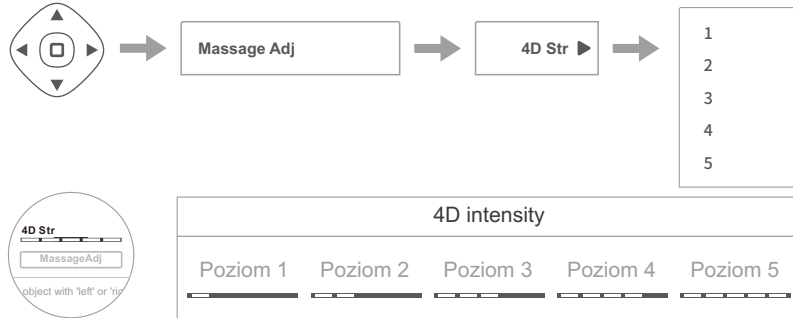 Massage Adj
4D Str
1
2
3
4
5
4D Str
MassageAdj
object with 'left' or 'ri
4D intensity
Poziom 1 Poziom 2 Poziom 3 Poziom 4 Poziom 5